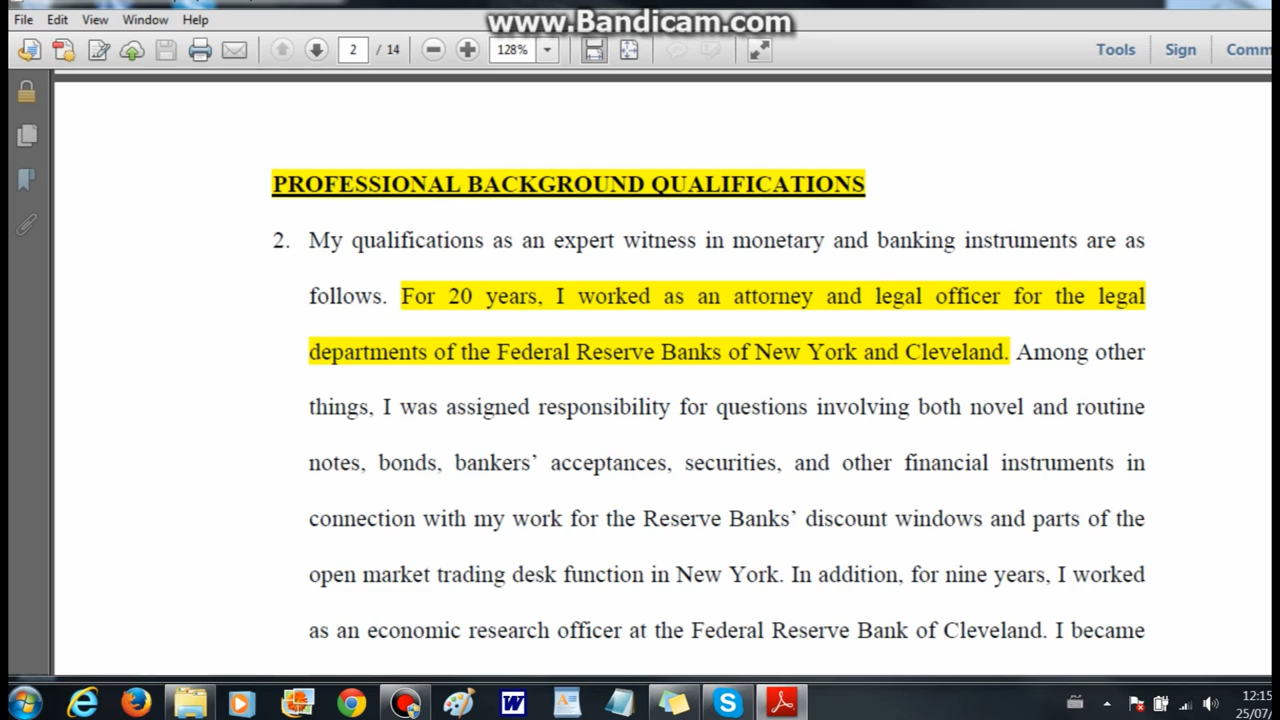 www.Bandicam.com
File Edit View Window Help
2 / 14 128% Tools Sign Comm
PROFESSIONAL BACKGROUND QUALIFICATIONS
2. My qualifications as an expert witness in monetary and banking instruments are as
follows. For 20 years, I worked as an attorney and legal officer for the legal
departments of the Federal Reserve Banks of New York and Cleveland. Among other
things, I was assigned responsibility for questions involving both novel and routine
notes, bonds, bankers’ acceptances, securities, and other financial instruments in
connection with my work for the Reserve Banks’ discount windows and parts of the
open market trading desk function in New York. In addition, for nine years, I worked
as an economic research officer at the Federal Reserve Bank of Cleveland. I became
12:15
25/07/